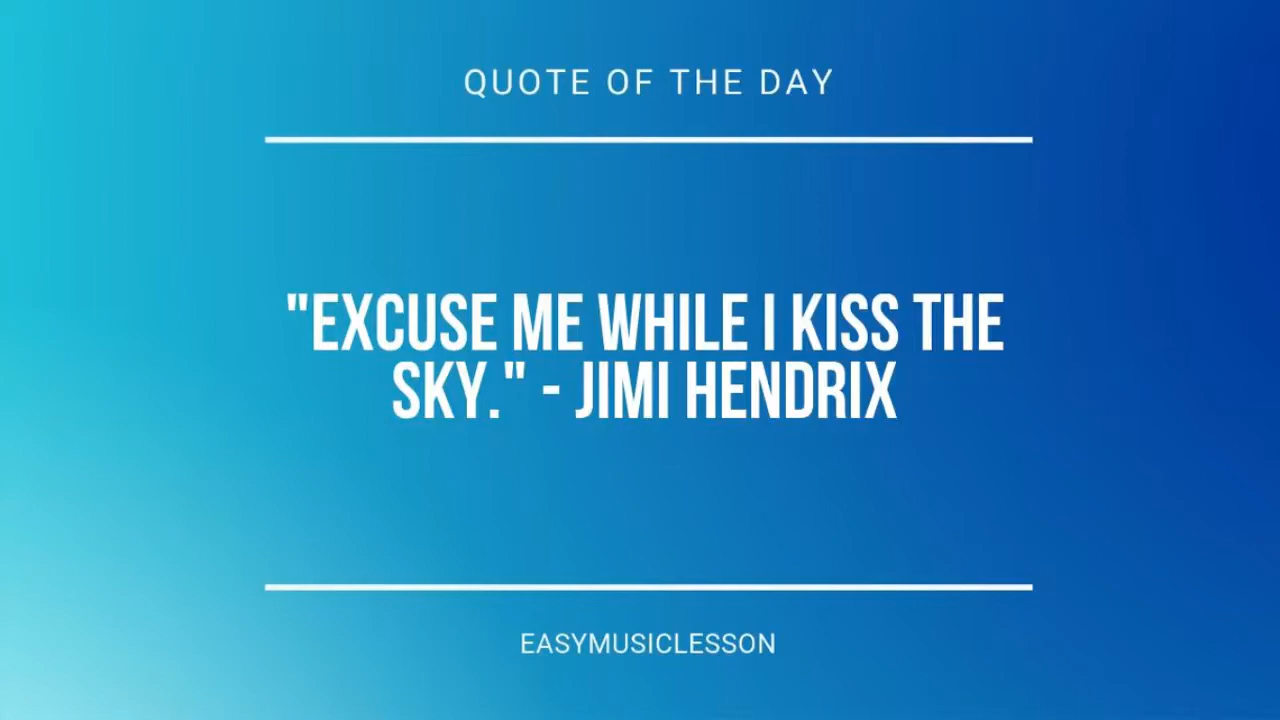 QUOTE OF THE DAY
"EXCUSE ME WHILE I KISS THE
SKY." - JIMI HENDRIX
EASYMUSICLESSON